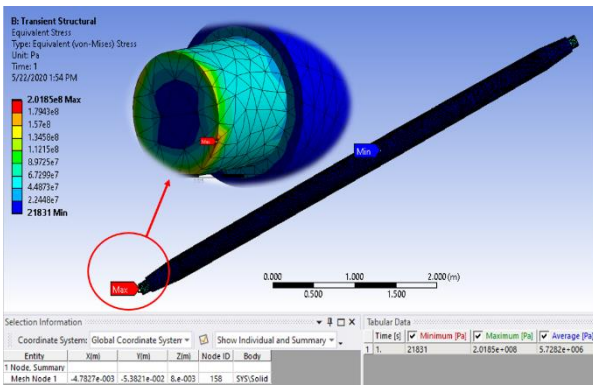 B: Transient Structural
Equivalent Stress
Type: Equivalent (von-Mises) Stress
Unit: Pa
Time: 1
5/22/2020 1:54 PM
2.0185e8 Max
1.7943e8
1.57e8
1.3458e8
1.1215e8
8.9725e7
6.7299e7
4.4873e7
2.2448e7
21831 Min
Max
Min
Max
0.000 1.000 2.000 (m)
0.500 1.500
Selection Information
Coordinate System: Global Coordinate System Show Individual and Summary
Entity X(m) Y(m) Z(m) Node ID Body
1 Node, Summary
Mesh Node 1 -4.7827e-003 -5.3821e-002 8.e-003 158 SYS\Solid
Tabular Data
Time [s] Minimum [Pa] Maximum [Pa] Average [Pa]
1 1. 21831 2.0185e+008 5.7282e+006